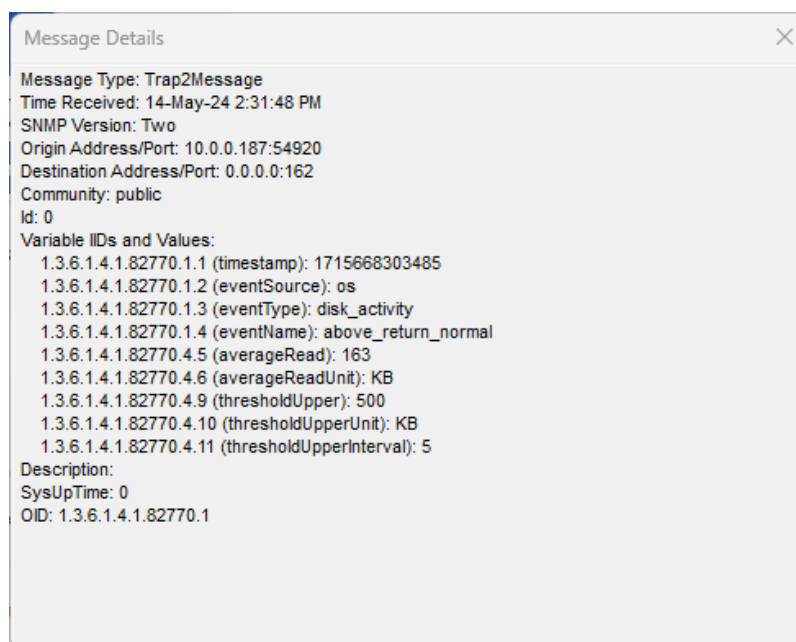 Message Details
Message Type: Trap2Message
Time Received: 14-May-24 2:31:48 PM
SNMP Version: Two
Origin Address/Port: 10.0.0.187:54920
Destination Address/Port: 0.0.0.0:162
Community: public
Id: 0
Variable IIDs and Values:
1.3.6.1.4.1.82770.1.1 (timestamp): 1715668303485
1.3.6.1.4.1.82770.1.2 (eventSource): os
1.3.6.1.4.1.82770.1.3 (eventType): disk_activity
1.3.6.1.4.1.82770.1.4 (eventName): above_return_normal
1.3.6.1.4.1.82770.4.5 (averageRead): 163
1.3.6.1.4.1.82770.4.6 (averageReadUnit): KB
1.3.6.1.4.1.82770.4.9 (thresholdUpper): 500
1.3.6.1.4.1.82770.4.10 (thresholdUpperUnit): KB
1.3.6.1.4.1.82770.4.11 (thresholdUpperInterval): 5
Description:
SysUpTime: 0
OID: 1.3.6.1.4.1.82770.1